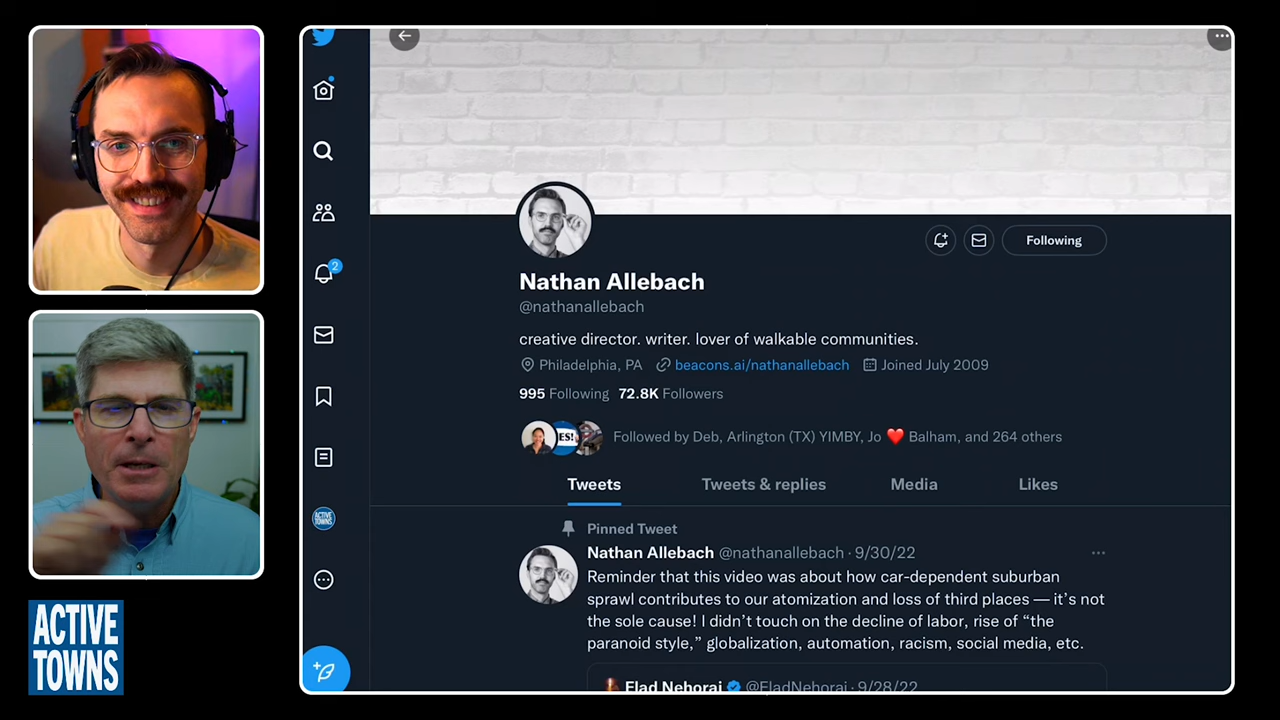 Nathan Allebach
@nathanallebach
Following
creative director. writer. lover of walkable communities.
Philadelphia, PA beacons.ai/nathanallebach Joined July 2009
995 Following 72.8K Followers
ES!
Followed by Deb, Arlington (TX) YIMBY, Jo ❤️ Balham, and 264 others
Tweets Tweets & replies Media Likes
Pinned Tweet
Nathan Allebach @nathanallebach · 9/30/22
Reminder that this video was about how car-dependent suburban
sprawl contributes to our atomization and loss of third places — it’s not
the sole cause! I didn’t touch on the decline of labor, rise of “the
paranoid style,” globalization, automation, racism, social media, etc.
Elad Nehorai @EladNehorai · 9/28/22
2
ACTIVE
TOWNS
ACTIVE
TOWNS